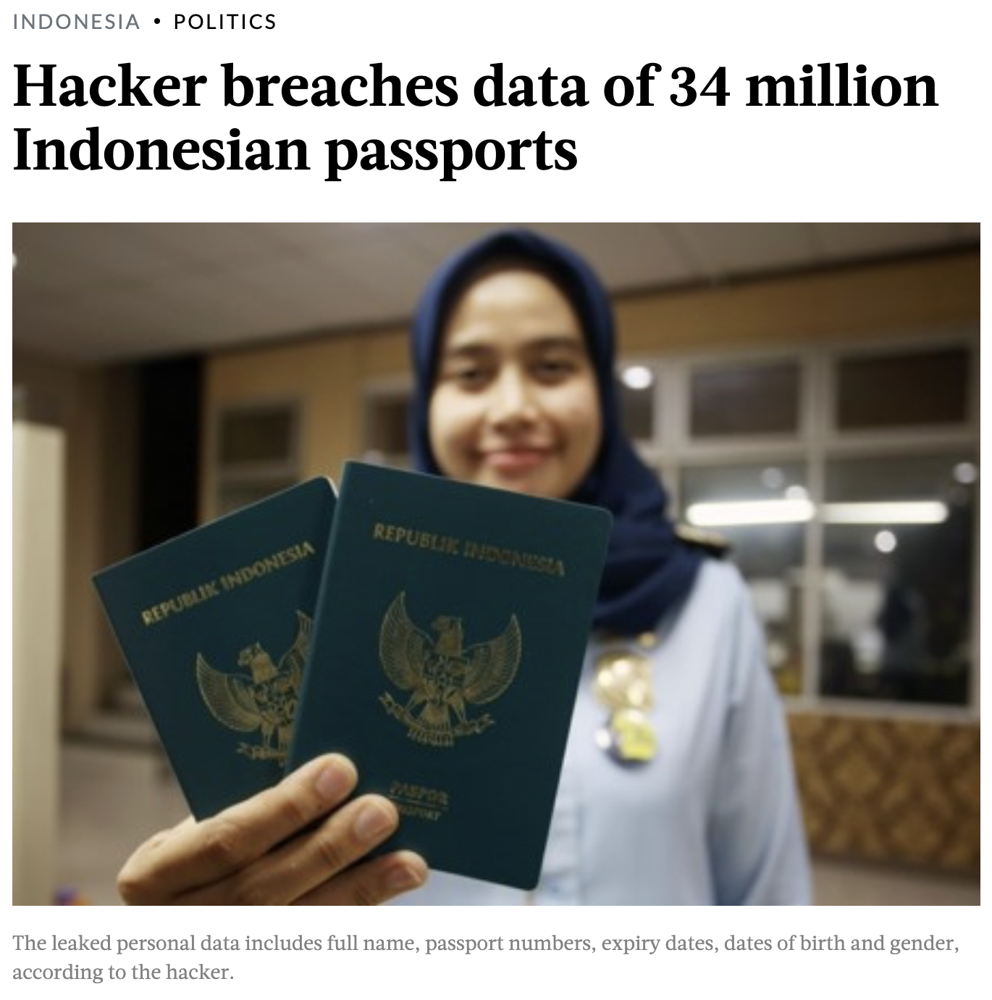 INDONESIA • POLITICS
Hacker breaches data of 34 million
Indonesian passports
REPUBLIK INDONESIA
REPUBLIK INDONESIA
PASPOR
PASSPORT
The leaked personal data includes full name, passport numbers, expiry dates, dates of birth and gender,
according to the hacker.